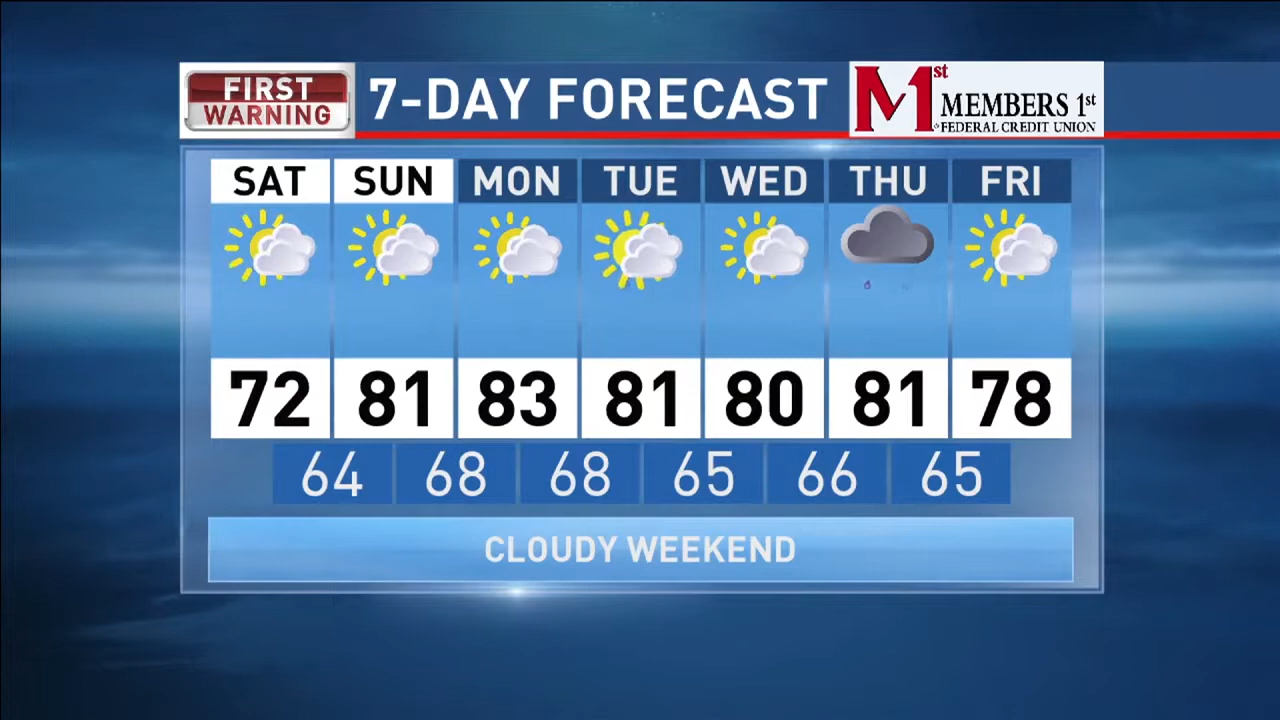 FIRST
WARNING
7-DAY FORECAST
M1st
MEMBERS 1st
FEDERAL CREDIT UNION
SAT SUN MON TUE WED THU FRI
72 81 83 81 80 81 78
64 68 68 65 66 65
CLOUDY WEEKEND